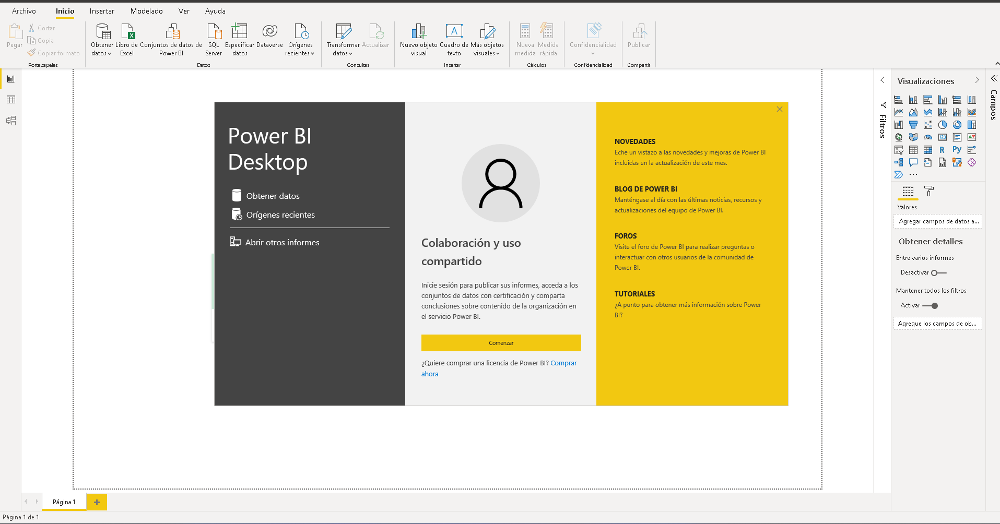 Archivo Inicio Insertar Modelado Ver Ayuda
Pegar
Cortar
Copia
Copiar formato
Portapapeles
Obtener
datos
Libro de
Excel
Conjuntos de datos de
Power BI
SQL
Server
Especificar
datos
Dataverse
Orígenes
recientes
Datos
Transformar
datos
Actualizar
Consultas
Nuevo objeto
visual
Cuadro de
texto
A
Más objetos
visuales
Insertar
Nueva
medida
Medida
rápida
Cálculos
Confidencialidad
Confidencialidad
Publicar
Compartir
Power BI
Desktop
Obtener datos
Orígenes recientes
Abrir otros informes
Colaboración y uso
compartido
Inicie sesión para publicar sus informes, acceda a los
conjuntos de datos con certificación y comparta
conclusiones sobre contenido de la organización en
el servicio Power BI.
Comenzar
¿Quiere comprar una licencia de Power BI? Comprar
ahora
NOVEDADES
Eche un vistazo a las novedades y mejoras de Power BI
incluidas en la actualización de este mes.
BLOG DE POWER BI
Manténgase al día con las últimas noticias, recursos y
actualizaciones del equipo de Power BI.
FOROS
Visite el foro de Power BI para realizar preguntas o
interactuar con otros usuarios de la comunidad de
Power BI.
TUTORIALES
¿A punto para obtener más información sobre Power
BI?
Filtros
Visualizaciones
123
R Py
Valores
Agregar campos de datos a...
Obtener detalles
Entre varios informes
Desactivar
Mantener todos los filtros
Activar
Agregue los campos de ob...
Campos
Página 1
Página 1 de 1